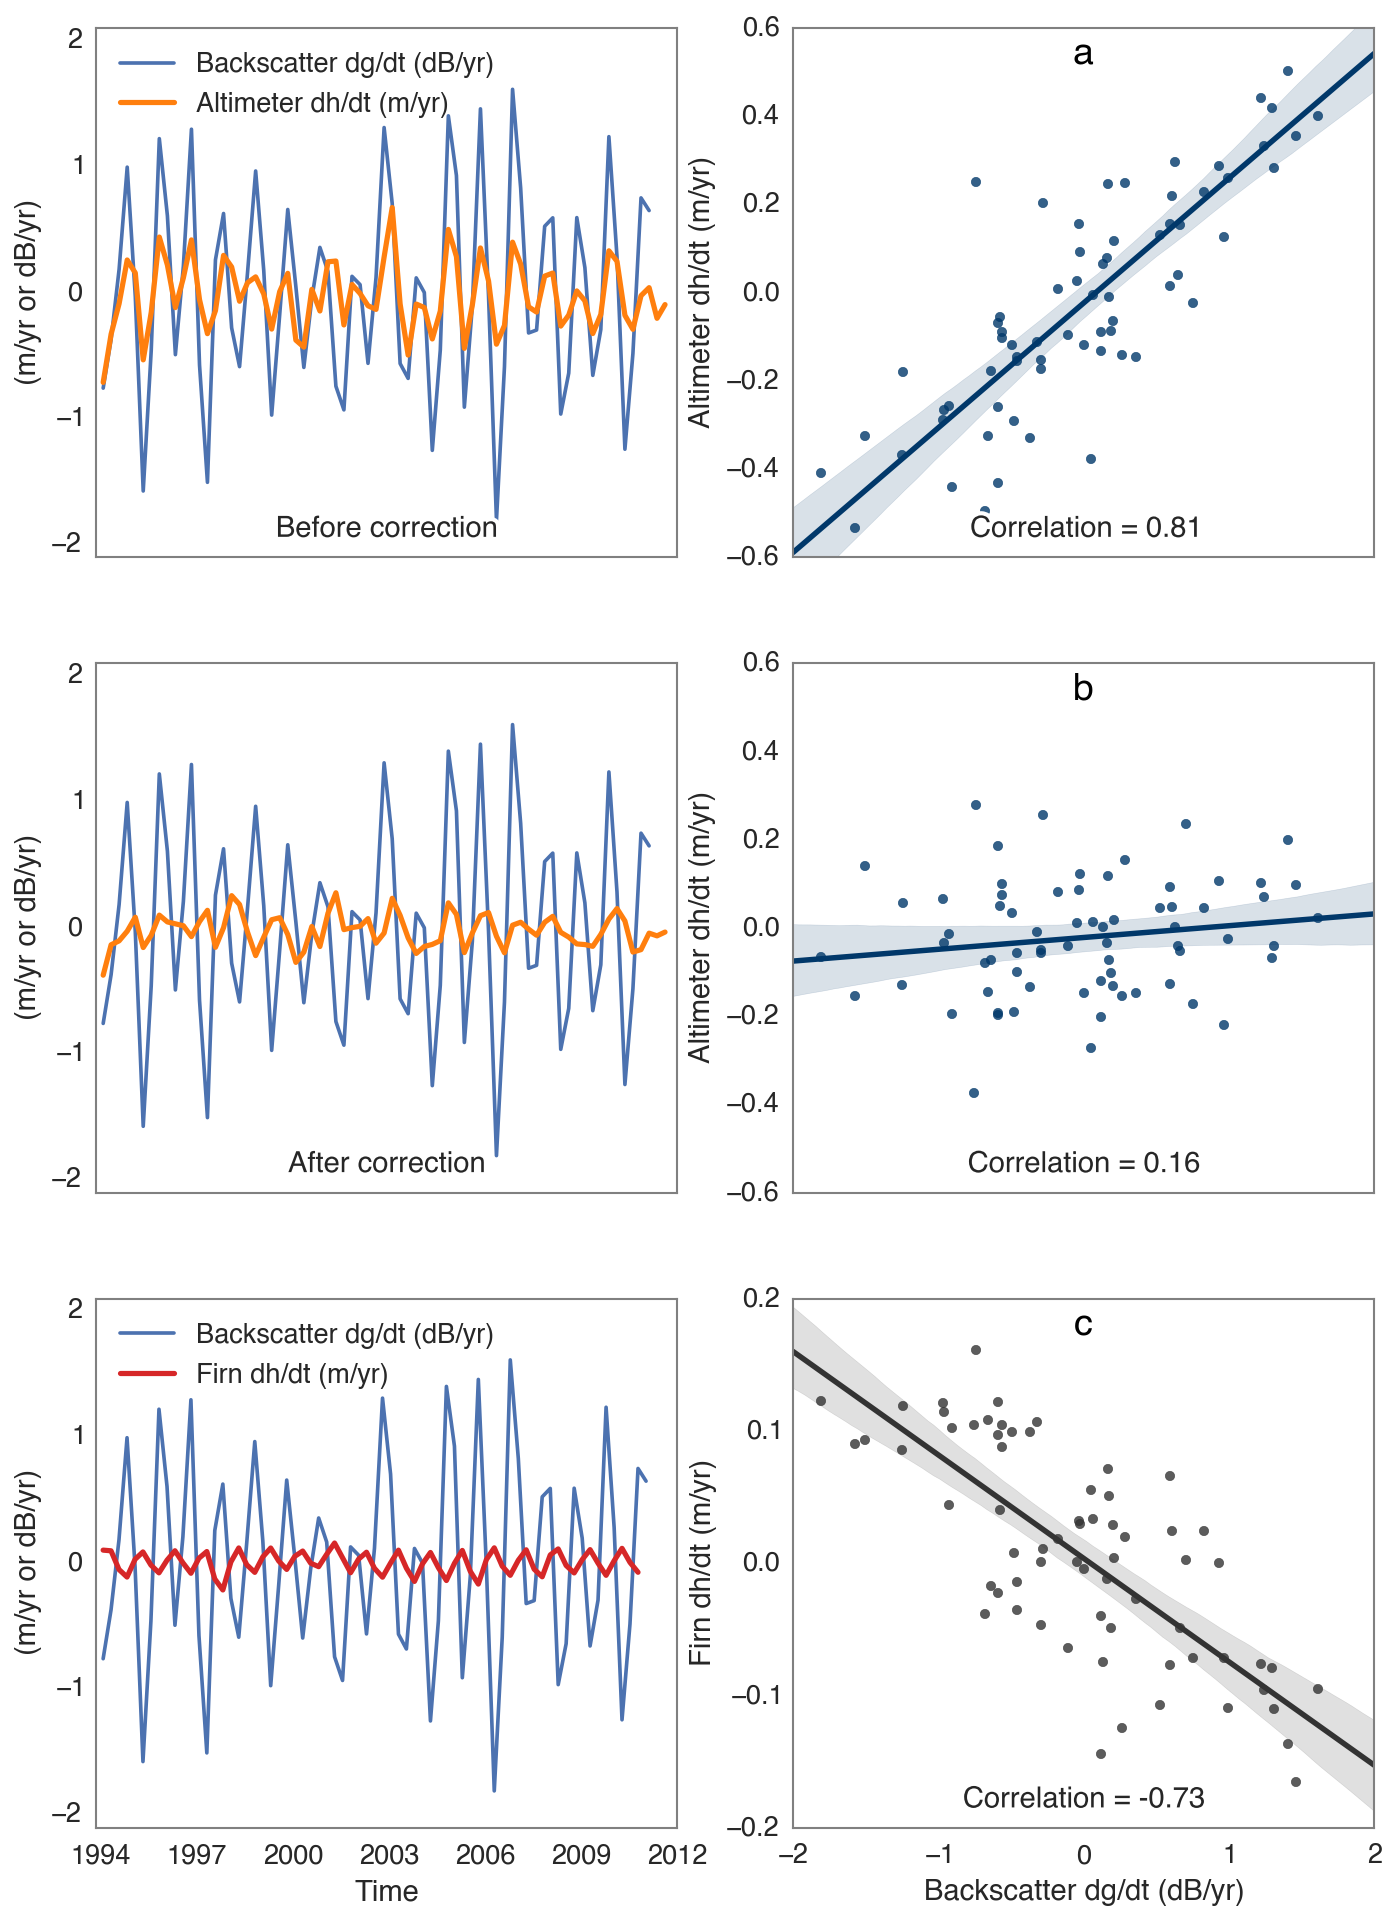 2
1
0
−1
−2
(m/yr or dB/yr)
Backscatter dg/dt (dB/yr)
Altimeter dh/dt (m/yr)
Before correction
0.6
0.4
0.2
0.0
−0.2
−0.4
−0.6
Altimeter dh/dt (m/yr)
a
Correlation = 0.81
2
1
0
−1
−2
(m/yr or dB/yr)
After correction
0.6
0.4
0.2
0.0
−0.2
−0.4
−0.6
Altimeter dh/dt (m/yr)
b
Correlation = 0.16
2
1
0
−1
−2
(m/yr or dB/yr)
Backscatter dg/dt (dB/yr)
Firn dh/dt (m/yr)
1994 1997 2000 2003 2006 2009 2012
Time
0.2
0.1
0.0
−0.1
−0.2
Firn dh/dt (m/yr)
c
Correlation = -0.73
−2 −1 0 1 2
Backscatter dg/dt (dB/yr)